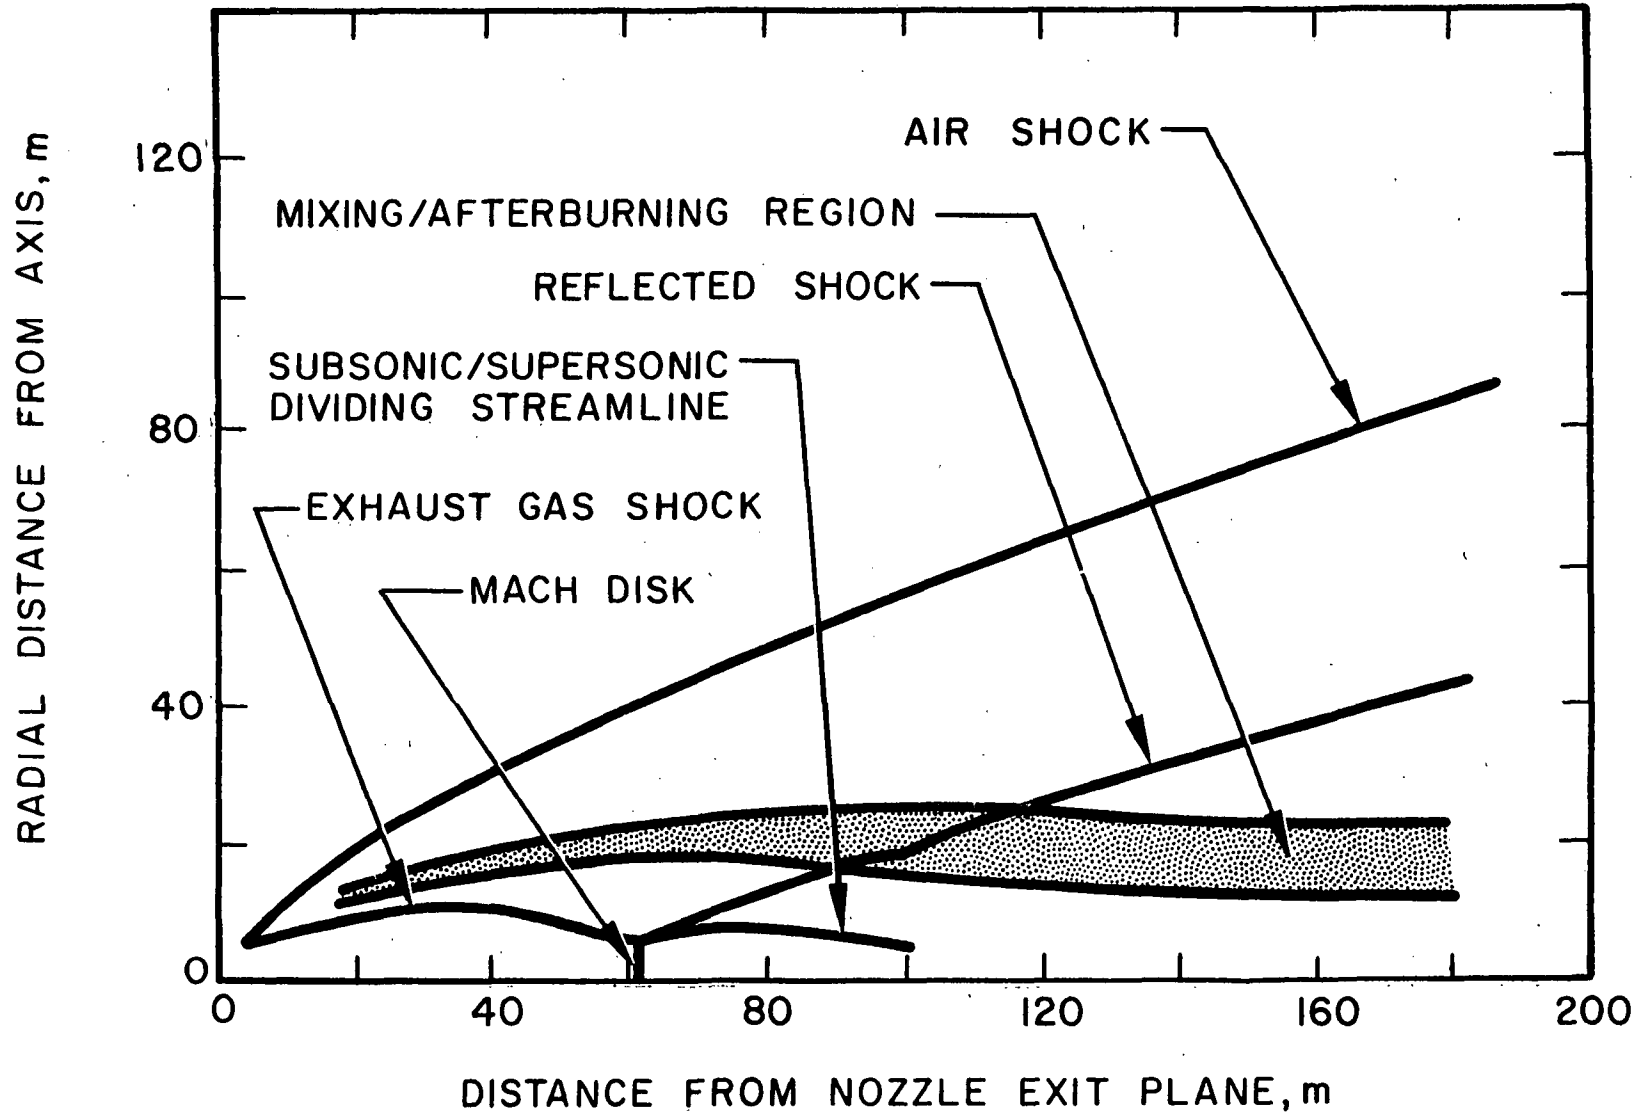 AIR SHOCK
120
MIXING/AFTERBURNING REGION
REFLECTED SHOCK
SUBSONIC/SUPERSONIC
DIVIDING STREAMLINE
80
EXHAUST GAS SHOCK
MACH DISK
40
0
0 40 80 120 160 200
DISTANCE FROM NOZZLE EXIT PLANE, m
RADIAL DISTANCE FROM AXIS, m